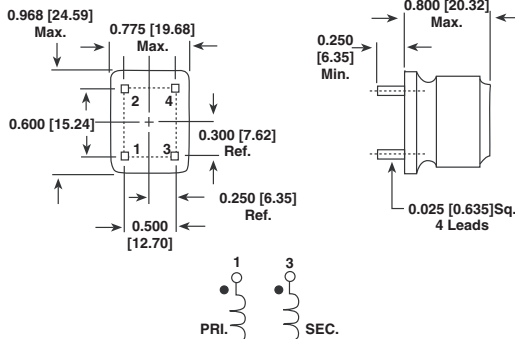 0.968 [24.59]
Max.
0.775 [19.68]
Max.
0.800 [20.32]
Max.
0.250
[6.35]
Min.
2 4
0.600 [15.24]
0.300 [7.62]
Ref.
1 3
0.250 [6.35]
Ref.
0.500
[12.70]
0.025 [0.635]Sq.
4 Leads
1 3
PRI. SEC.